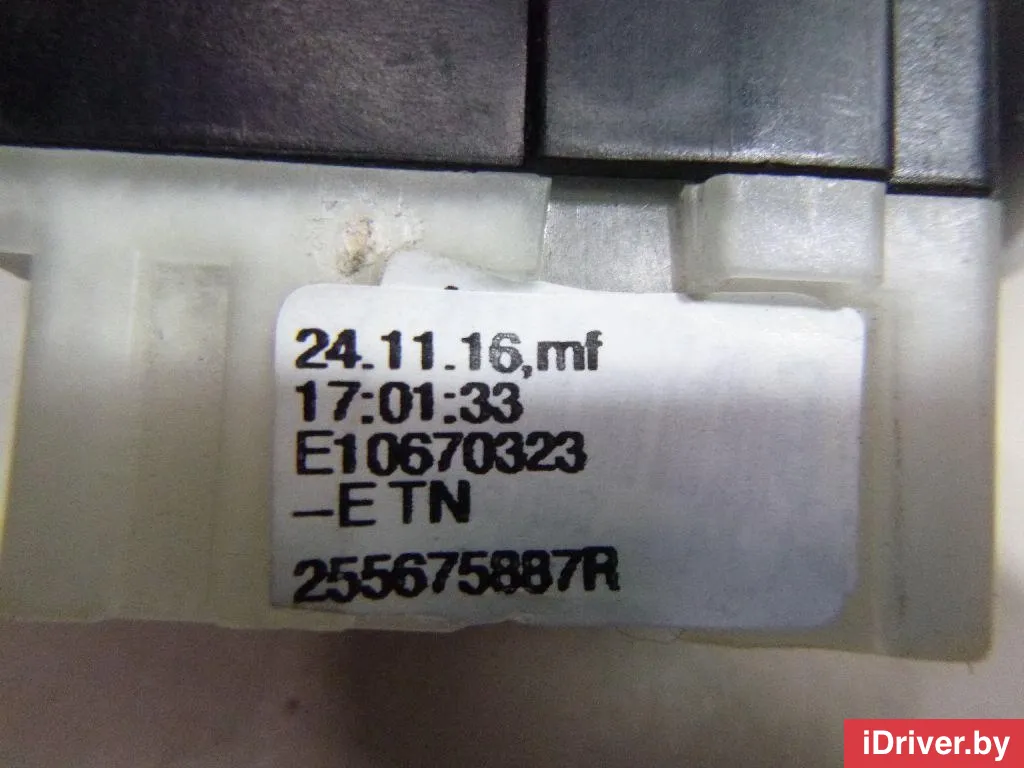 24.11.16,mf
17:01:33
E10670323
–E TN
255675887R
iDriver.by